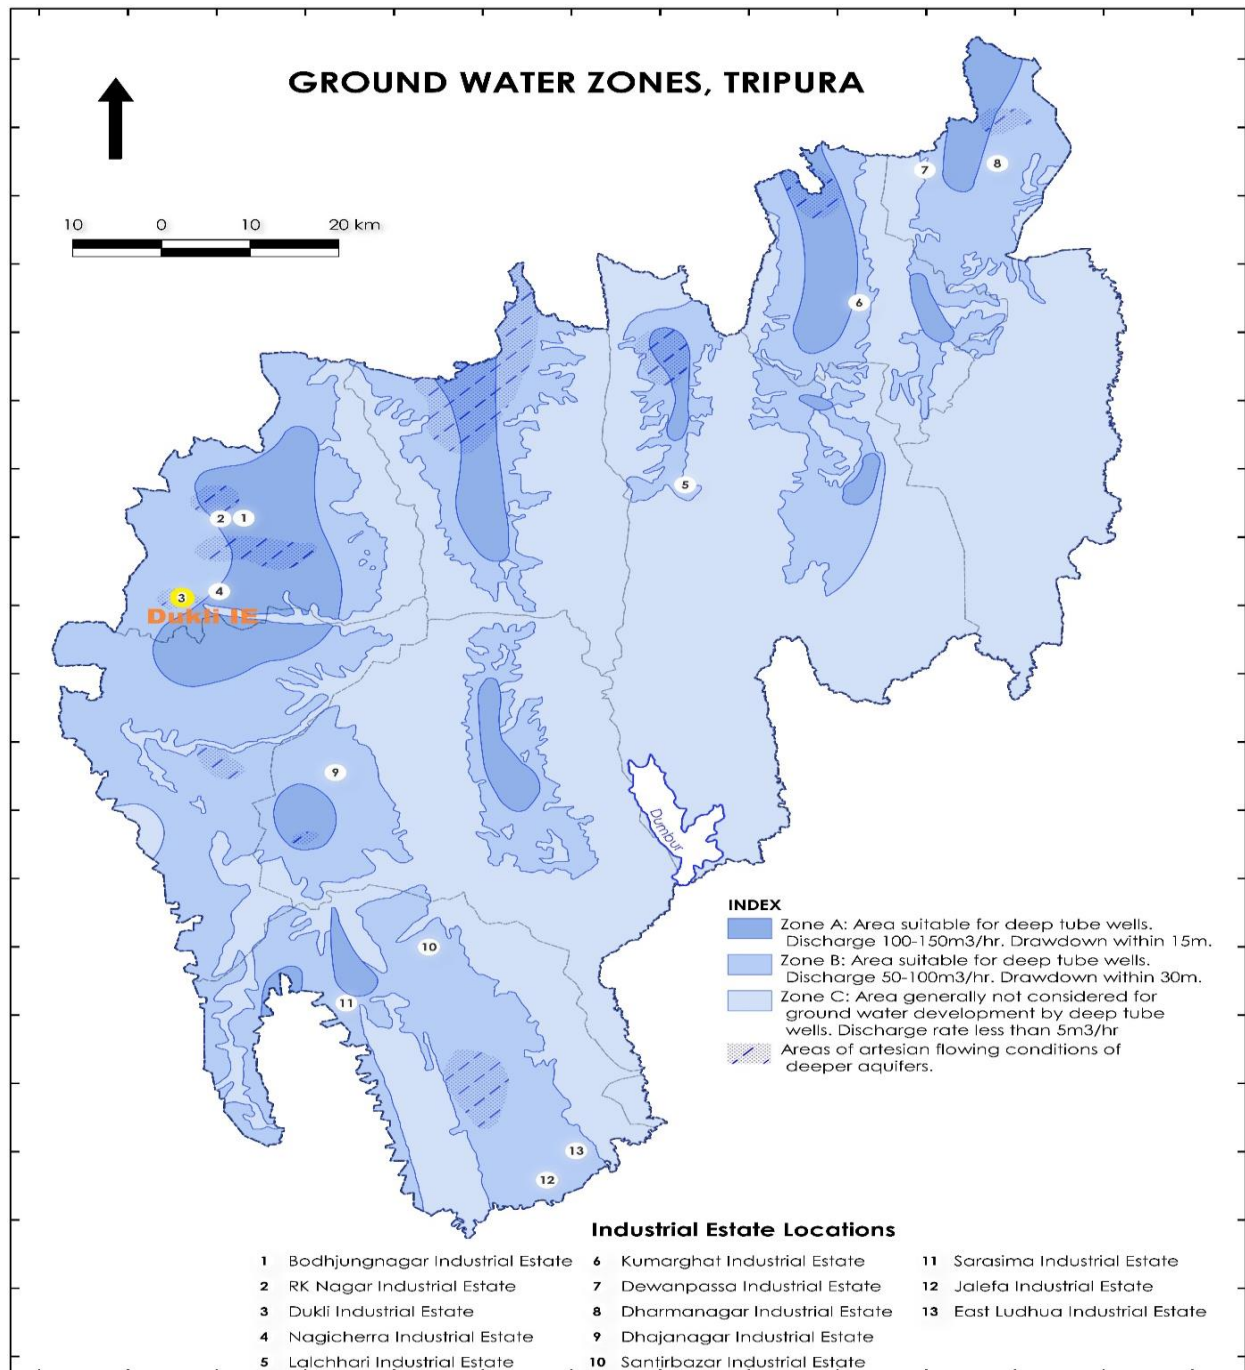 GROUND WATER ZONES, TRIPURA
10 0 10 20 km
7
8
6
5
2 1
3
4
Dukli IE
9
Dumbur
10
11
13
12
INDEX
Zone A: Area suitable for deep tube wells.
Discharge 100-150m3/hr. Drawdown within 15m.
Zone B: Area suitable for deep tube wells.
Discharge 50-100m3/hr. Drawdown within 30m.
Zone C: Area generally not considered for
ground water development by deep tube
wells. Discharge rate less than 5m3/hr
Areas of artesian flowing conditions of
deeper aquifers.
Industrial Estate Locations
1 Bodhjungnagar Industrial Estate
2 RK Nagar Industrial Estate
3 Dukli Industrial Estate
4 Nagicherra Industrial Estate
5 Lalchhari Industrial Estate
6 Kumarghat Industrial Estate
7 Dewanpassa Industrial Estate
8 Dharmanagar Industrial Estate
9 Dhajanagar Industrial Estate
10 Santirbazar Industrial Estate
11 Sarasima Industrial Estate
12 Jalefa Industrial Estate
13 East Ludhua Industrial Estate